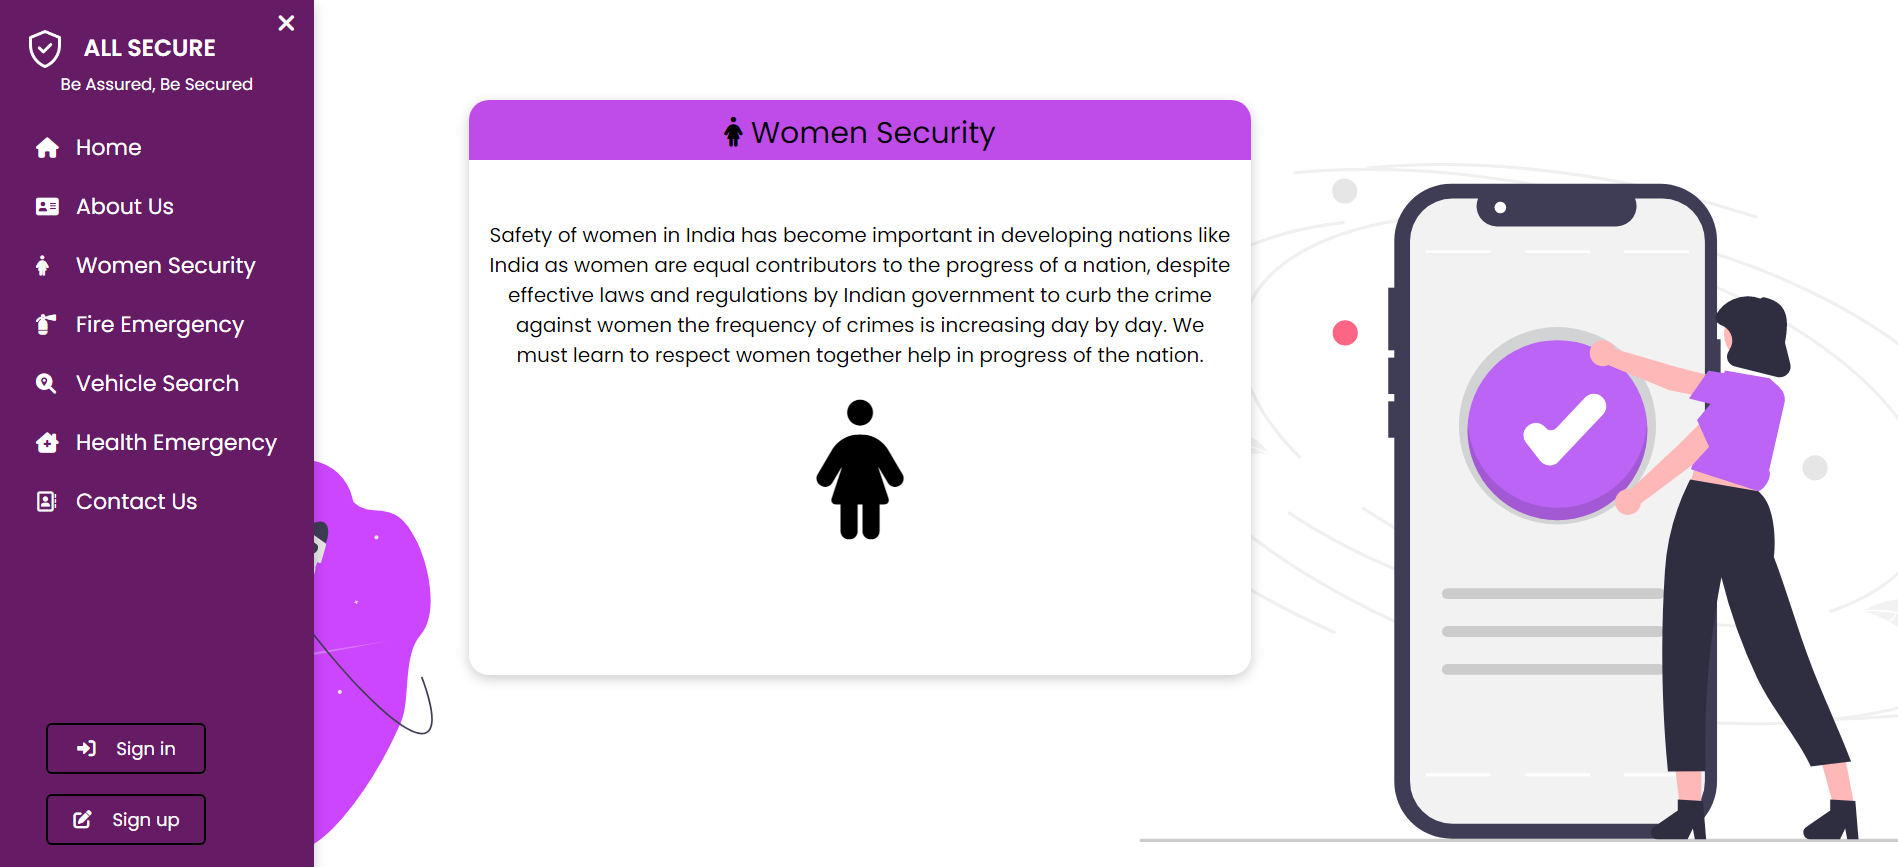 ALL SECURE
Be Assured, Be Secured
Home
About Us
Women Security
Fire Emergency
Vehicle Search
Health Emergency
Contact Us
Sign in
Sign up
Women Security
Safety of women in India has become important in developing nations like
India as women are equal contributors to the progress of a nation, despite
effective laws and regulations by Indian government to curb the crime
against women the frequency of crimes is increasing day by day. We
must learn to respect women together help in progress of the nation.